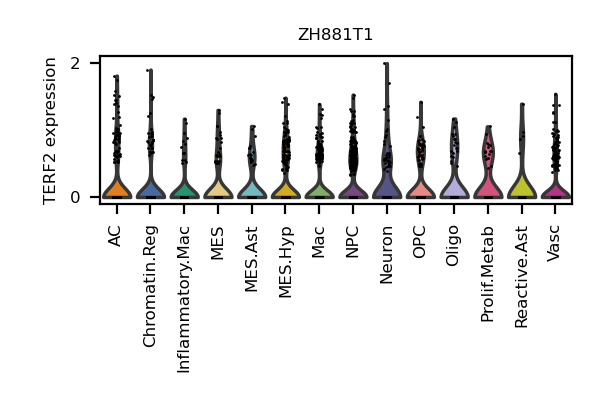 ZH881T1
TERF2 expression
2
0
AC
Chromatin.Reg
Inflammatory.Mac
MES
MES.Ast
MES.Hyp
Mac
NPC
Neuron
OPC
Oligo
Prolif.Metab
Reactive.Ast
Vasc